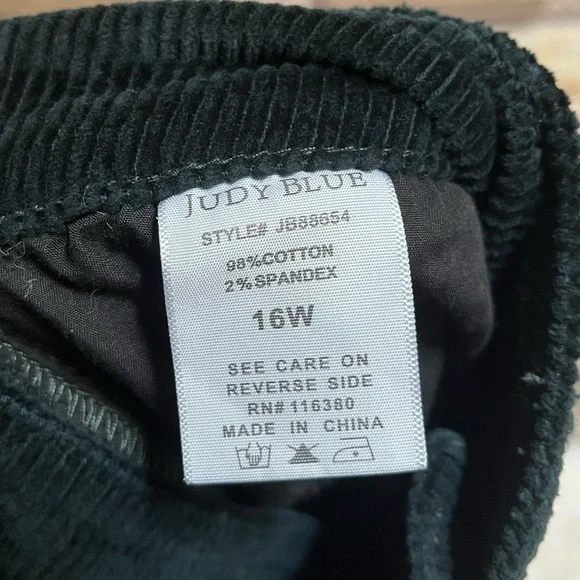 JUDY BLUE
STYLE# JB88654
98%COTTON
2%SPANDEX
16W
SEE CARE ON
REVERSE SIDE
RN# 116380
MADE IN CHINA